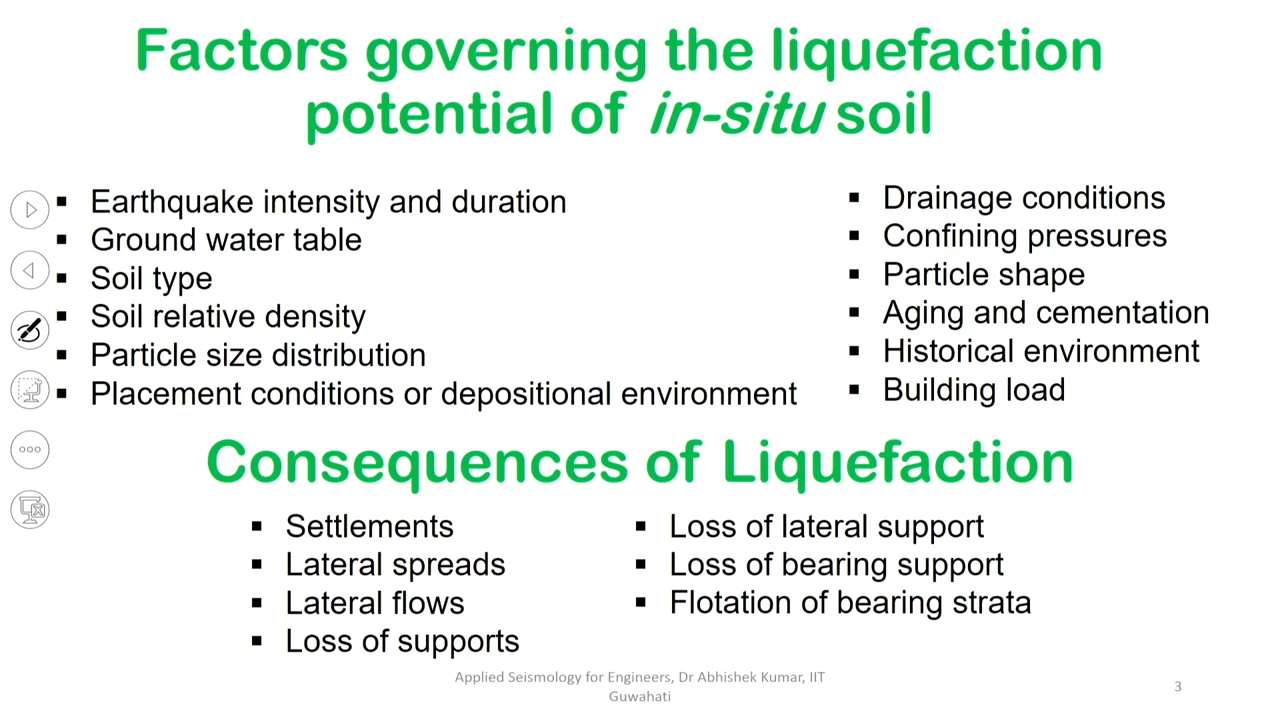 Factors governing the liquefaction
potential of in-situ soil
▪ Earthquake intensity and duration
▪ Ground water table
▪ Soil type
▪ Soil relative density
▪ Particle size distribution
▪ Placement conditions or depositional environment
▪ Drainage conditions
▪ Confining pressures
▪ Particle shape
▪ Aging and cementation
▪ Historical environment
▪ Building load
Consequences of Liquefaction
▪ Settlements
▪ Lateral spreads
▪ Lateral flows
▪ Loss of supports
▪ Loss of lateral support
▪ Loss of bearing support
▪ Flotation of bearing strata
Applied Seismology for Engineers, Dr Abhishek Kumar, IIT
Guwahati
3